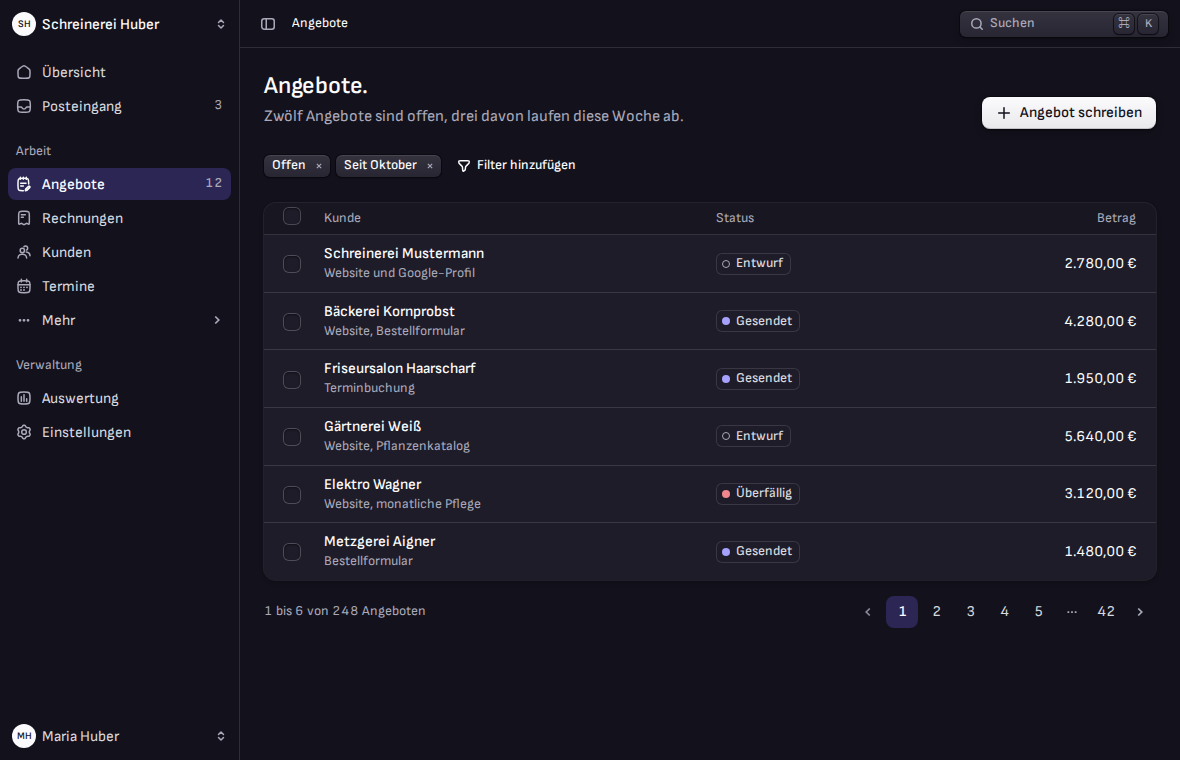 SH Schreinerei Huber
Übersicht
Posteingang 3
Arbeit
Angebote 12
Rechnungen
Kunden
Termine
Mehr
Verwaltung
Auswertung
Einstellungen
MH Maria Huber
Angebote
Suchen ⌘ K
Angebote.
Zwölf Angebote sind offen, drei davon laufen diese Woche ab.
Angebot schreiben
Offen × Seit Oktober × Filter hinzufügen
Kunde Status Betrag
Schreinerei Mustermann
Website und Google-Profil
Entwurf 2.780,00 €
Bäckerei Kornprobst
Website, Bestellformular
Gesendet 4.280,00 €
Friseursalon Haarscharf
Terminbuchung
Gesendet 1.950,00 €
Gärtnerei Weiß
Website, Pflanzenkatalog
Entwurf 5.640,00 €
Elektro Wagner
Website, monatliche Pflege
Überfällig 3.120,00 €
Metzgerei Aigner
Bestellformular
Gesendet 1.480,00 €
1 bis 6 von 248 Angeboten
1 2 3 4 5 ··· 42